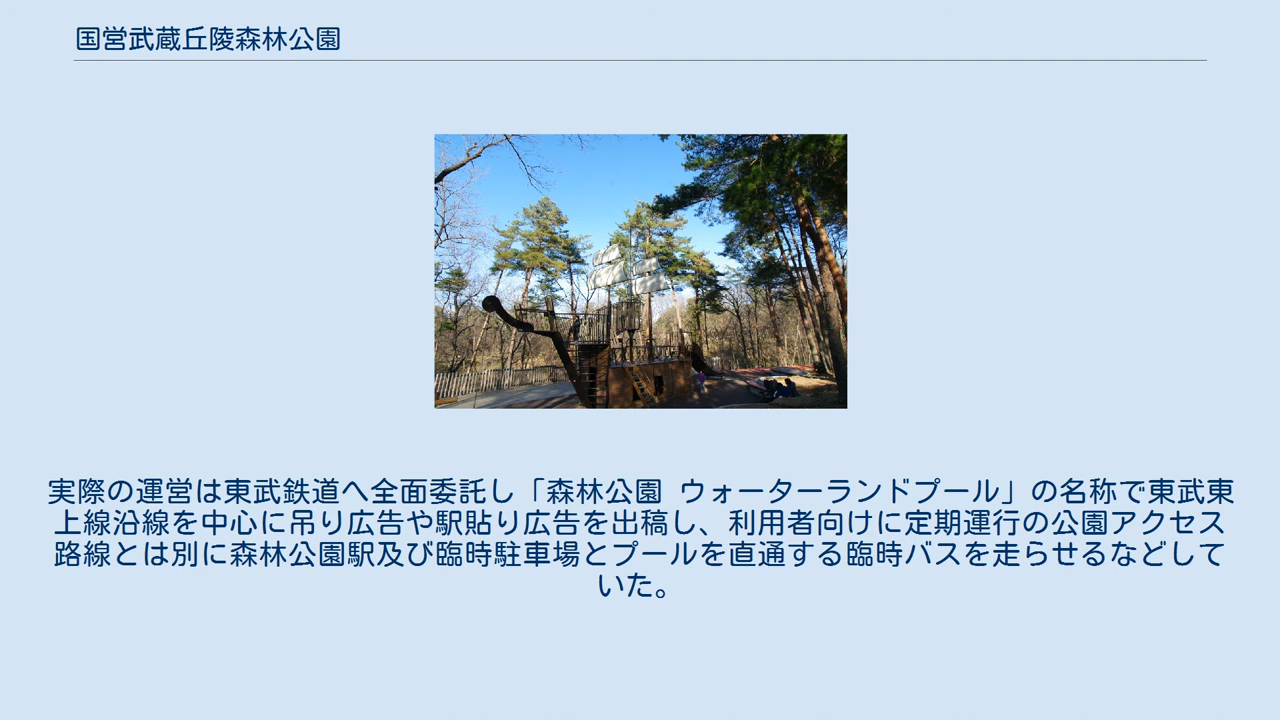 国営武蔵丘陵森林公園
実際の運営は東武鉄道へ全面委託し「森林公園 ウォーターランドプール」の名称で東武東
上線沿線を中心に吊り広告や駅貼り広告を出稿し、利用者向けに定期運行の公園アクセス
路線とは別に森林公園駅及び臨時駐車場とプールを直通する臨時バスを走らせるなどして
いた。